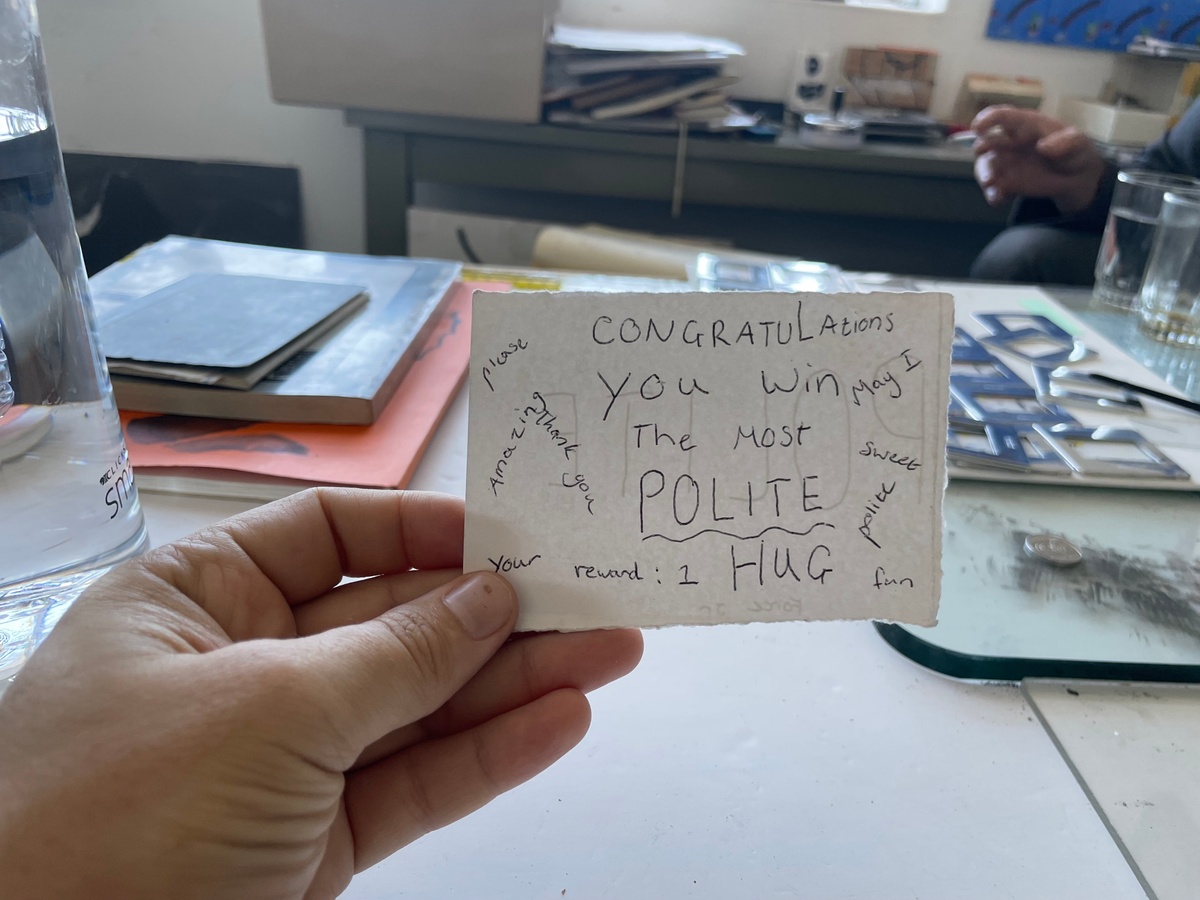 CONGRATULAtions
You win
The Most
POLITE
Your reward: 1 HUG
please
Amazing
Thank you
May I
Sweet
polite
fun